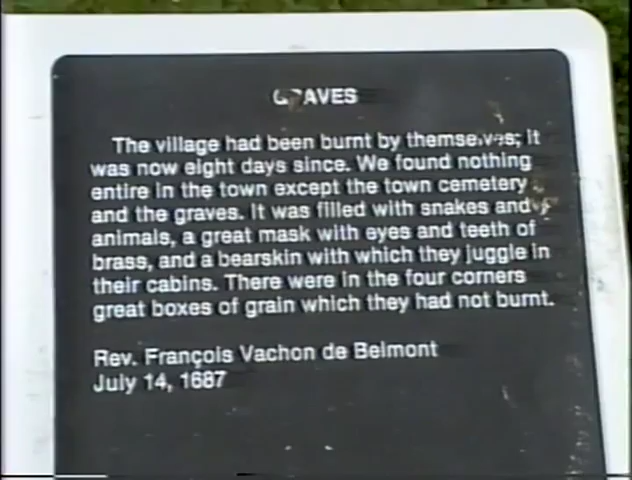 GRAVES
The village had been burnt by themselves; it
was now eight days since. We found nothing
entire in the town except the town cemetery
and the graves. It was filled with snakes and
animals, a great mask with eyes and teeth of
brass, and a bearskin with which they juggle in
their cabins. There were in the four corners
great boxes of grain which they had not burnt.
Rev. François Vachon de Belmont
July 14, 1687